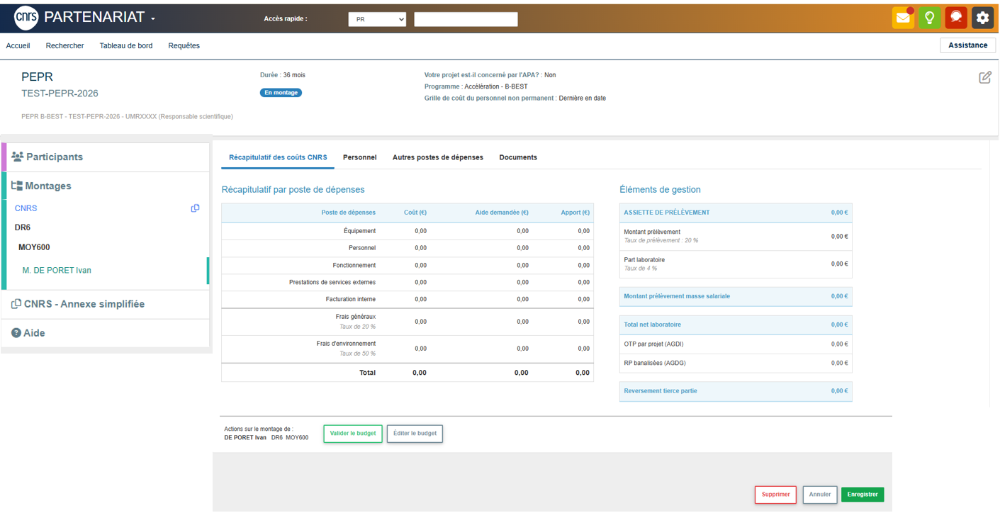 cnrs PARTENARIAT
Accès rapide :
PR
Accueil Rechercher Tableau de bord Requêtes
Assistance
PEPR
TEST-PEPR-2026
PEPR B-BEST - TEST-PEPR-2026 - UMRXXXX (Responsable scientifique)
Durée : 36 mois
En montage
Votre projet est-il concerné par l'APA? : Non
Programme : Accélération - B-BEST
Grille de coût du personnel non permanent : Dernière en date
Participants
Montages
CNRS
DR6
MOY600
M. DE PORET Ivan
CNRS - Annexe simplifiée
Aide
Récapitulatif des coûts CNRS Personnel Autres postes de dépenses Documents
Récapitulatif par poste de dépenses
Poste de dépenses Coût (€) Aide demandée (€) Apport (€)
Équipement 0,00 0,00 0,00
Personnel 0,00 0,00 0,00
Fonctionnement 0,00 0,00 0,00
Prestations de services externes 0,00 0,00 0,00
Facturation interne 0,00 0,00 0,00
Frais généraux 0,00 0,00 0,00
Taux de 20 %
Frais d'environnement 0,00 0,00 0,00
Taux de 50 %
Total 0,00 0,00 0,00
Éléments de gestion
ASSIETTE DE PRÉLÈVEMENT 0,00 €
Montant prélèvement 0,00 €
Taux de prélèvement : 20 %
Part laboratoire 0,00 €
Taux de 4 %
Montant prélèvement masse salariale 0,00 €
Total net laboratoire 0,00 €
OTP par projet (AGDI) 0,00 €
RP banalisées (AGDG) 0,00 €
Reversement tierce partie 0,00 €
Actions sur le montage de :
DE PORET Ivan DR6 MOY600
Valider le budget Éditer le budget
Supprimer Annuler Enregistrer